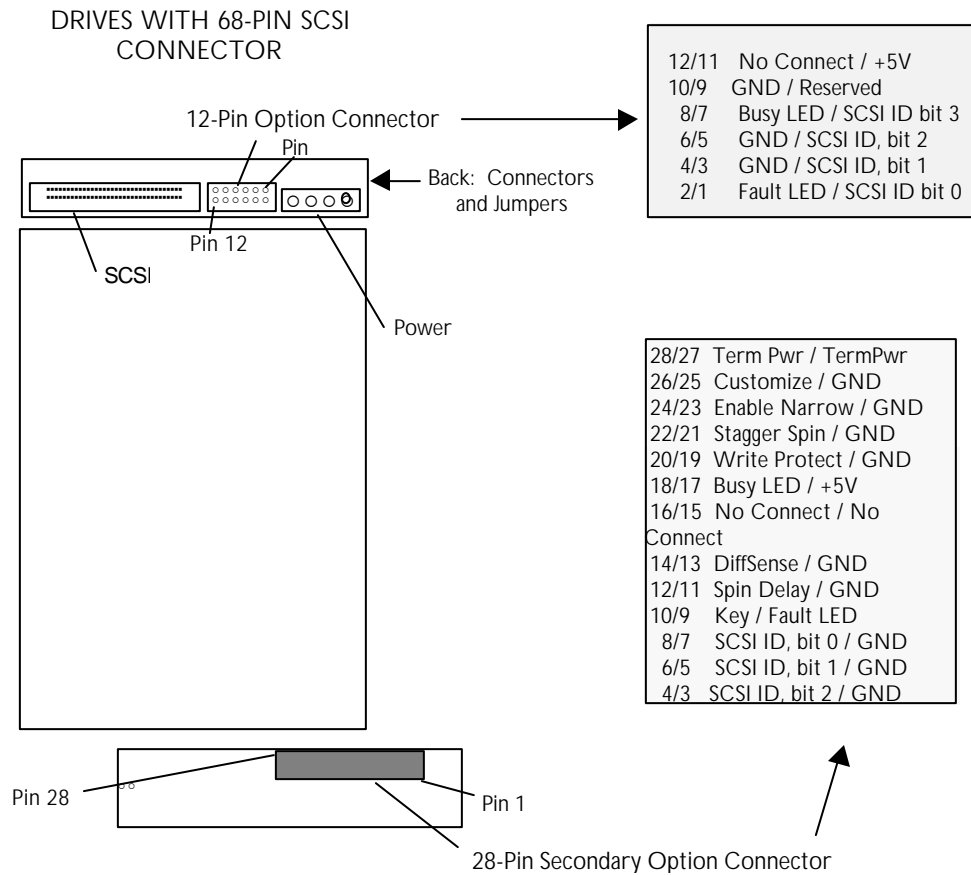 DRIVES WITH 68-PIN SCSI
CONNECTOR
12-Pin Option Connector
Pin
Back: Connectors
and Jumpers
Pin 12
SCSI
Power
12/11 No Connect / +5V
10/9 GND / Reserved
8/7 Busy LED / SCSI ID bit 3
6/5 GND / SCSI ID, bit 2
4/3 GND / SCSI ID, bit 1
2/1 Fault LED / SCSI ID bit 0
28/27 Term Pwr / TermPwr
26/25 Customize / GND
24/23 Enable Narrow / GND
22/21 Stagger Spin / GND
20/19 Write Protect / GND
18/17 Busy LED / +5V
16/15 No Connect / No
Connect
14/13 DiffSense / GND
12/11 Spin Delay / GND
10/9 Key / Fault LED
8/7 SCSI ID, bit 0 / GND
6/5 SCSI ID, bit 1 / GND
4/3 SCSI ID, bit 2 / GND
Pin 28
Pin 1
28-Pin Secondary Option Connector